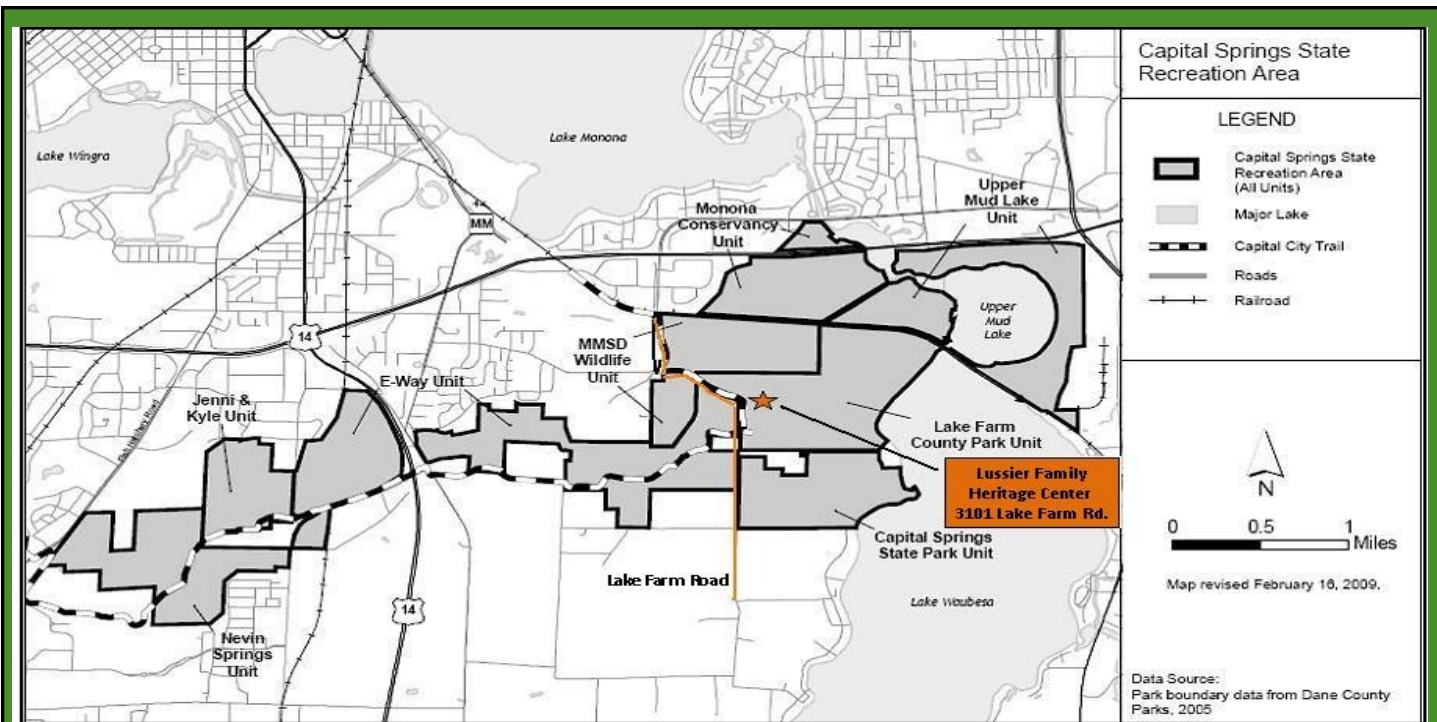 Capital Springs State
Recreation Area
LEGEND
Capital Springs State
Recreation Area
(All Units)
Major Lake
Capital City Trail
Roads
Railroad
N
0 0.5 1
Miles
Map revised February 16, 2009.
Data Source:
Park boundary data from Dane County
Parks, 2005
Lake Wingra
Lake Monona
MM
Monona
Conservancy
Unit
Upper
Mud Lake
Unit
Upper
Mud
Lake
14
MMSD
Wildlife
Unit
E-Way Unit
Jenni &
Kyle Unit
Fish Hatchery Road
Lake Farm
County Park Unit
Lussier Family
Heritage Center
3101 Lake Farm Rd.
Capital Springs
State Park Unit
Lake Farm Road
Lake Waubesa
14
Nevin
Springs
Unit